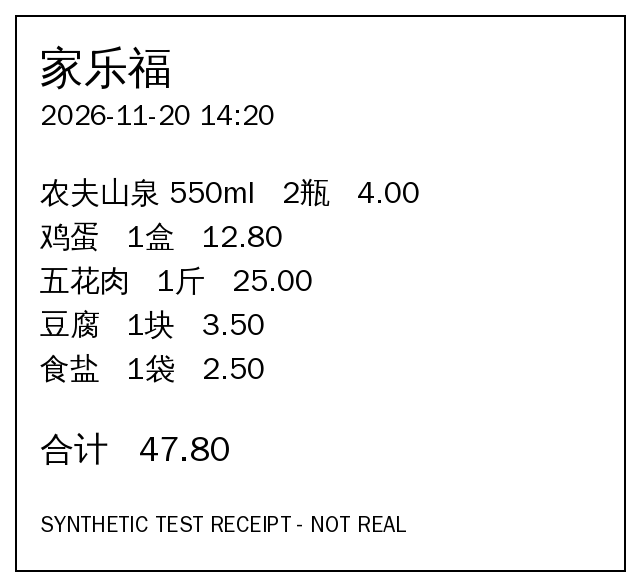 家乐福
2026-11-20 14:20
农夫山泉 550ml 2瓶 4.00
鸡蛋 1盒 12.80
五花肉 1斤 25.00
豆腐 1块 3.50
食盐 1袋 2.50
合计 47.80
SYNTHETIC TEST RECEIPT - NOT REAL